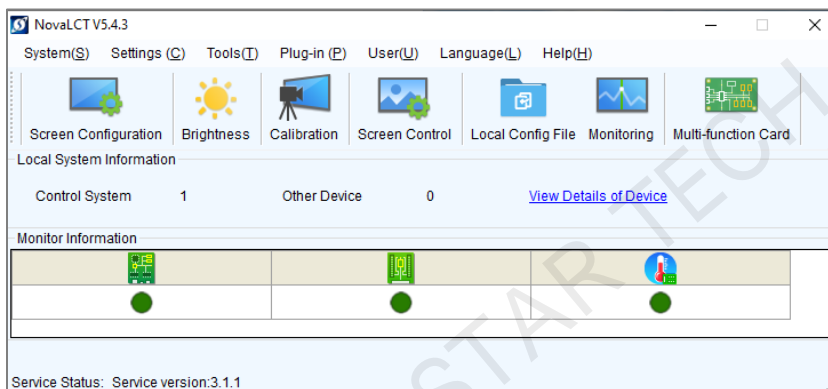 NovaLCT V5.4.3
System(S) Settings (C) Tools(T) Plug-in (P) User(U) Language(L) Help(H)
Screen Configuration Brightness Calibration Screen Control Local Config File Monitoring Multi-function Card
Local System Information
Control System 1 Other Device 0 View Details of Device
Monitor Information
Service Status: Service version:3.1.1
STAR TECH